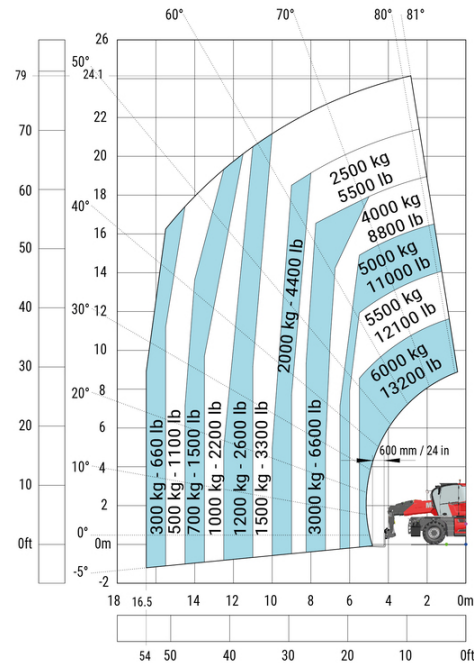 60°
70°
80°
81°
26
50°
79
24.1
70
22
20
60
18
2500 kg
5500 lb
4000 kg
8800 lb
40°
50
16
5000 kg
11000 lb
14
40
30°
12
5500 kg
12100 lb
10
30
6000 kg
13200 lb
8
20°
20
6
600 mm / 24 in
10°
4
10
2
0°
0ft
0m
-5°
-2
300 kg - 660 lb
500 kg - 1100 lb
700 kg - 1500 lb
1000 kg - 2200 lb
1200 kg - 2600 lb
1500 kg - 3300 lb
2000 kg - 4400 lb
3000 kg - 6600 lb
18
16.5
14
12
10
8
6
4
2
0m
54
50
40
30
20
10
0ft